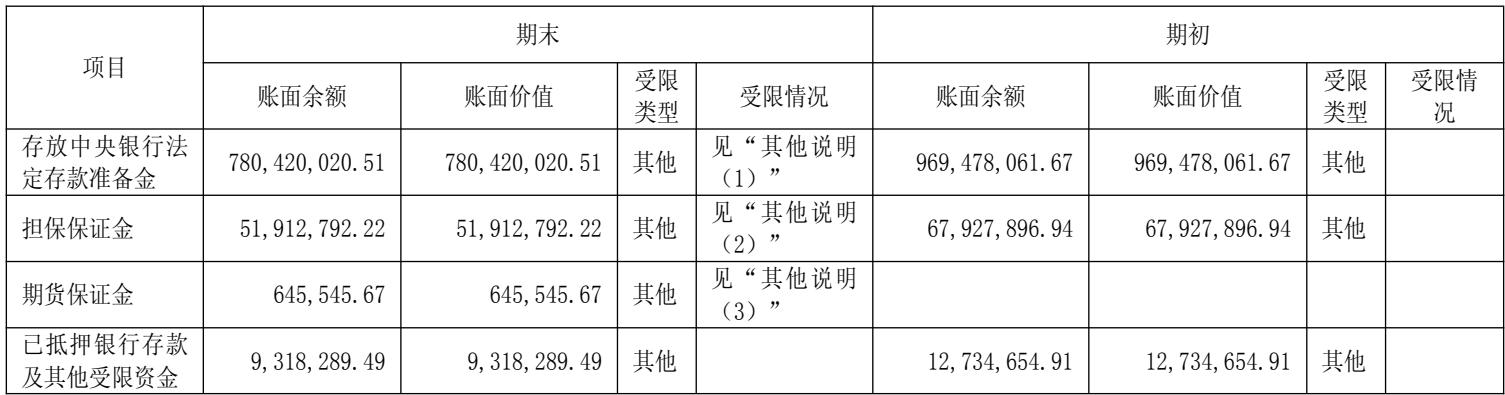 项目 期末 期初
账面余额 账面价值 受限类型 受限情况 账面余额 账面价值 受限类型 受限情况
存放中央银行法定存款准备金 780,420,020.51 780,420,020.51 其他 见“其他说明（1）” 969,478,061.67 969,478,061.67 其他
担保保证金 51,912,792.22 51,912,792.22 其他 见“其他说明（2）” 67,927,896.94 67,927,896.94 其他
期货保证金 645,545.67 645,545.67 其他 见“其他说明（3）”
已抵押银行存款及其他受限资金 9,318,289.49 9,318,289.49 其他 12,734,654.91 12,734,654.91 其他